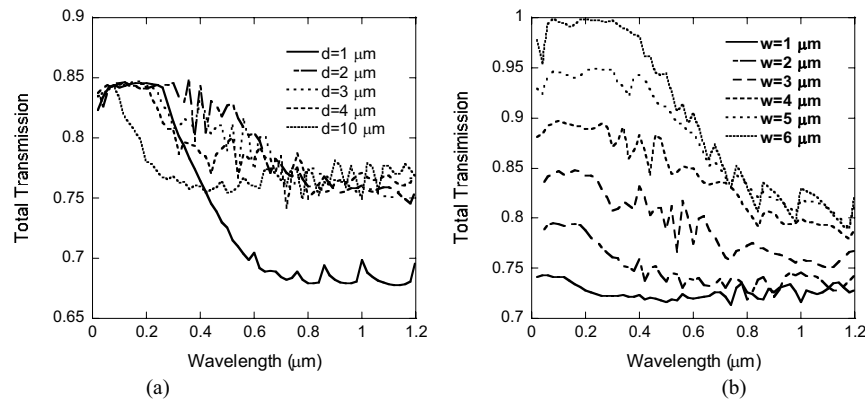 0.9
0.85
0.8
0.75
0.7
0.65
Total Transmission
d=1 μm
d=2 μm
d=3 μm
d=4 μm
d=10 μm
0 0.2 0.4 0.6 0.8 1 1.2
Wavelength (μm)
(a)
1
0.95
0.9
0.85
0.8
0.75
0.7
Total Transimission
w=1 μm
w=2 μm
w=3 μm
w=4 μm
w=5 μm
w=6 μm
0 0.2 0.4 0.6 0.8 1 1.2
Wavelength (μm)
(b)